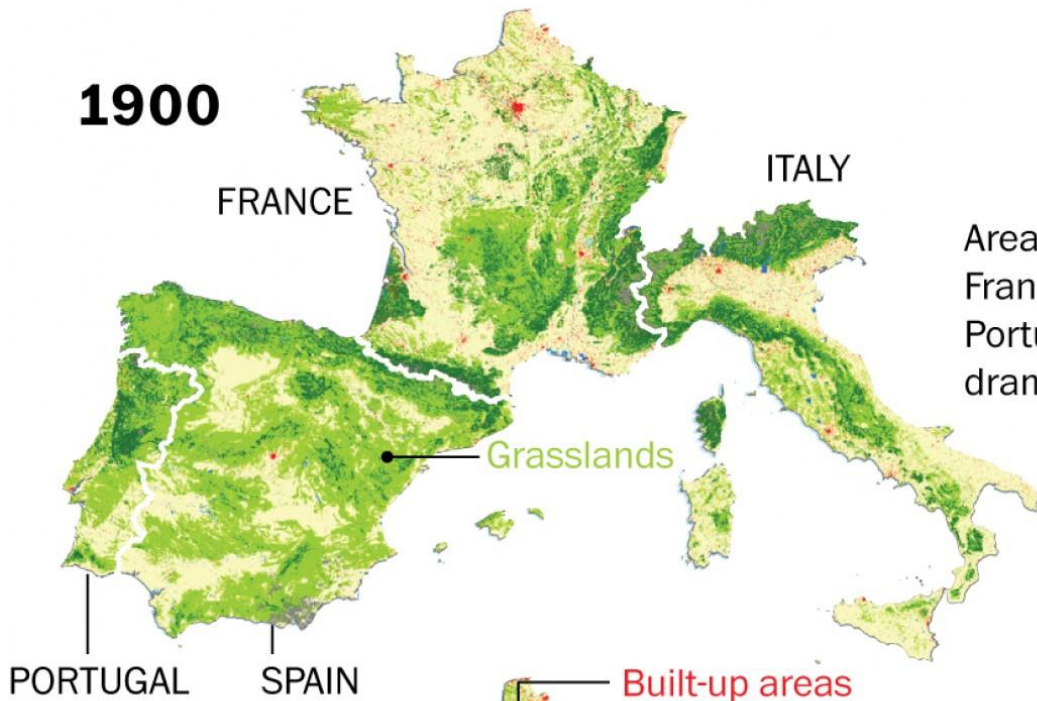 1900
FRANCE
ITALY
Area
Fran
Portu
dram
Grasslands
PORTUGAL
SPAIN
Built-up areas